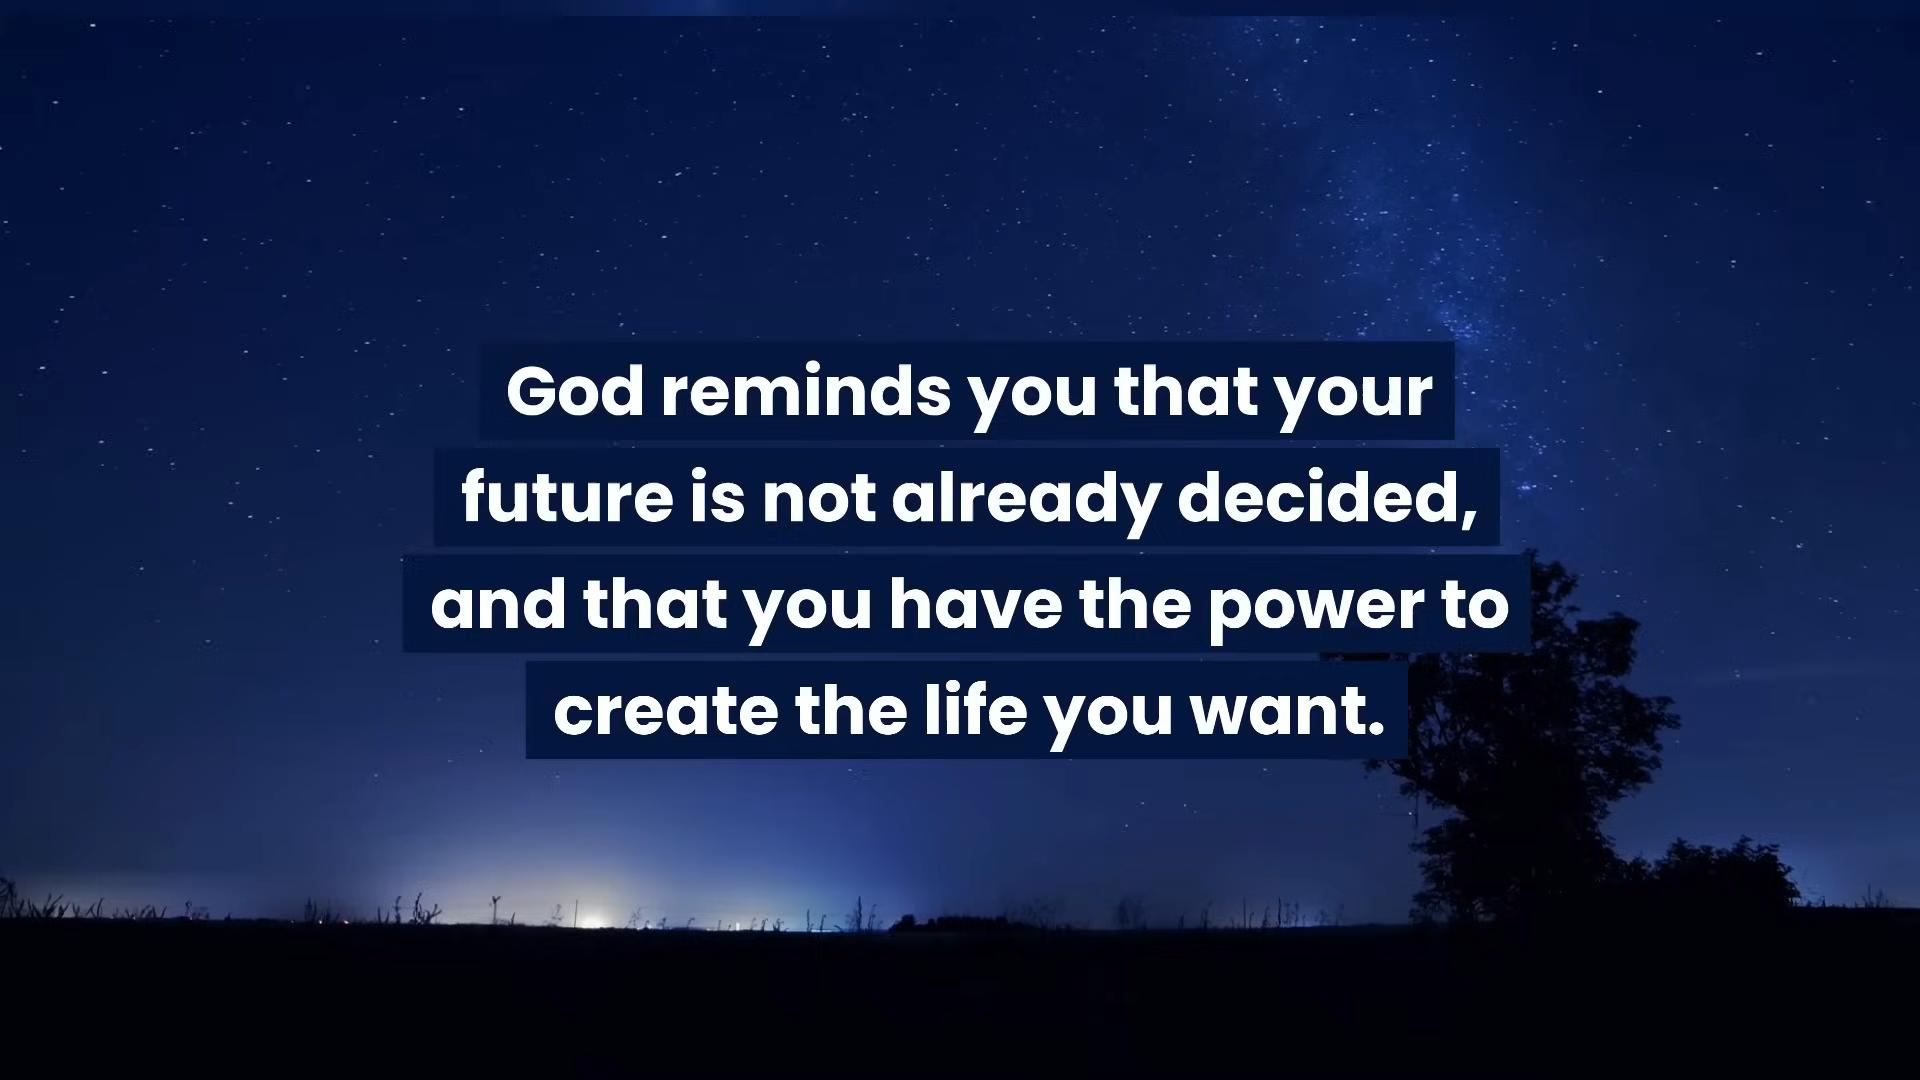 God reminds you that your
future is not already decided,
and that you have the power to
create the life you want.